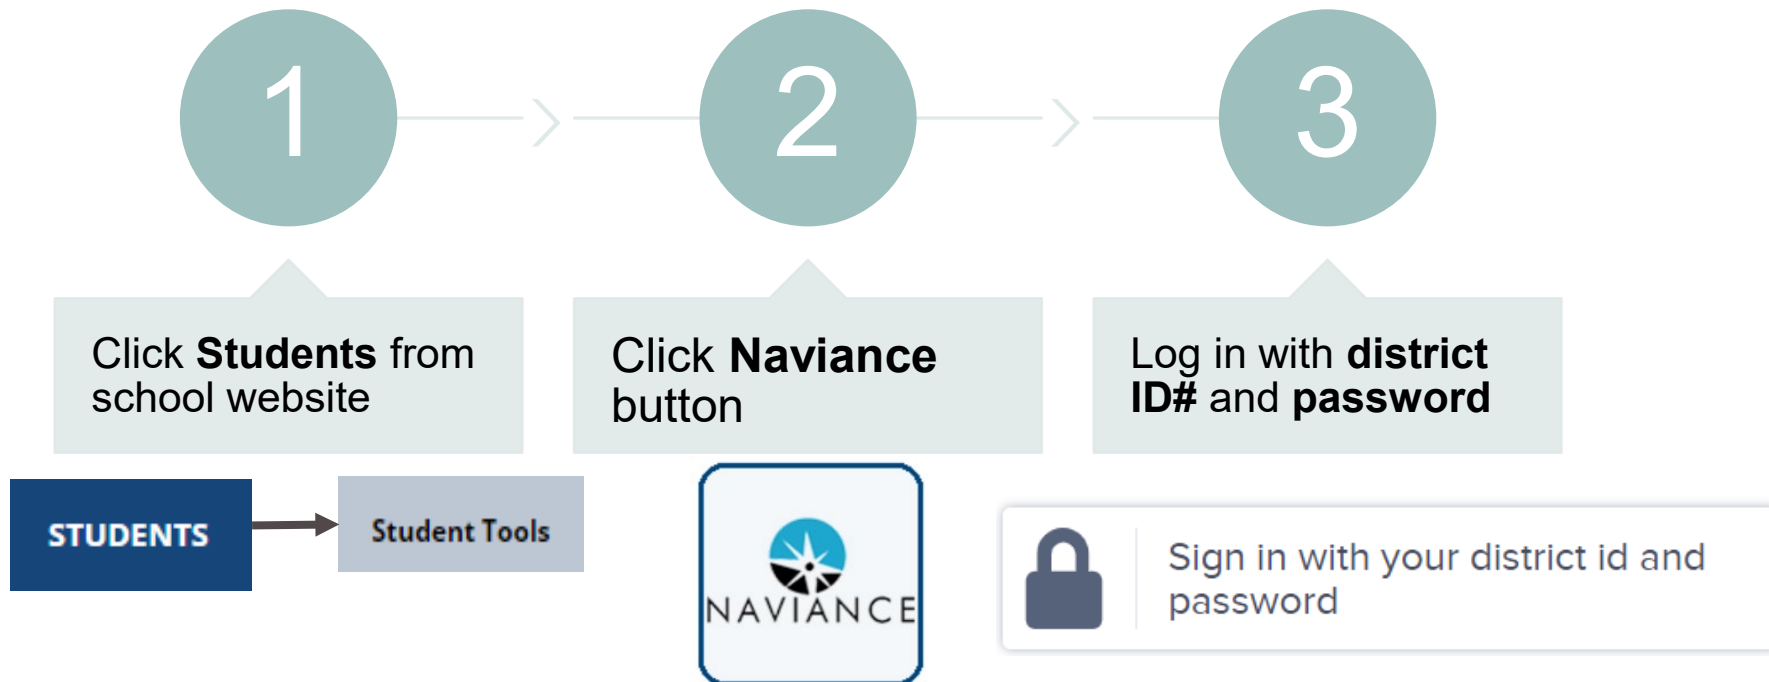 1
2
3
Click Students from
school website
Click Naviance
button
Log in with district
ID# and password
STUDENTS
Student Tools
NAVIANCE
Sign in with your district id and
password